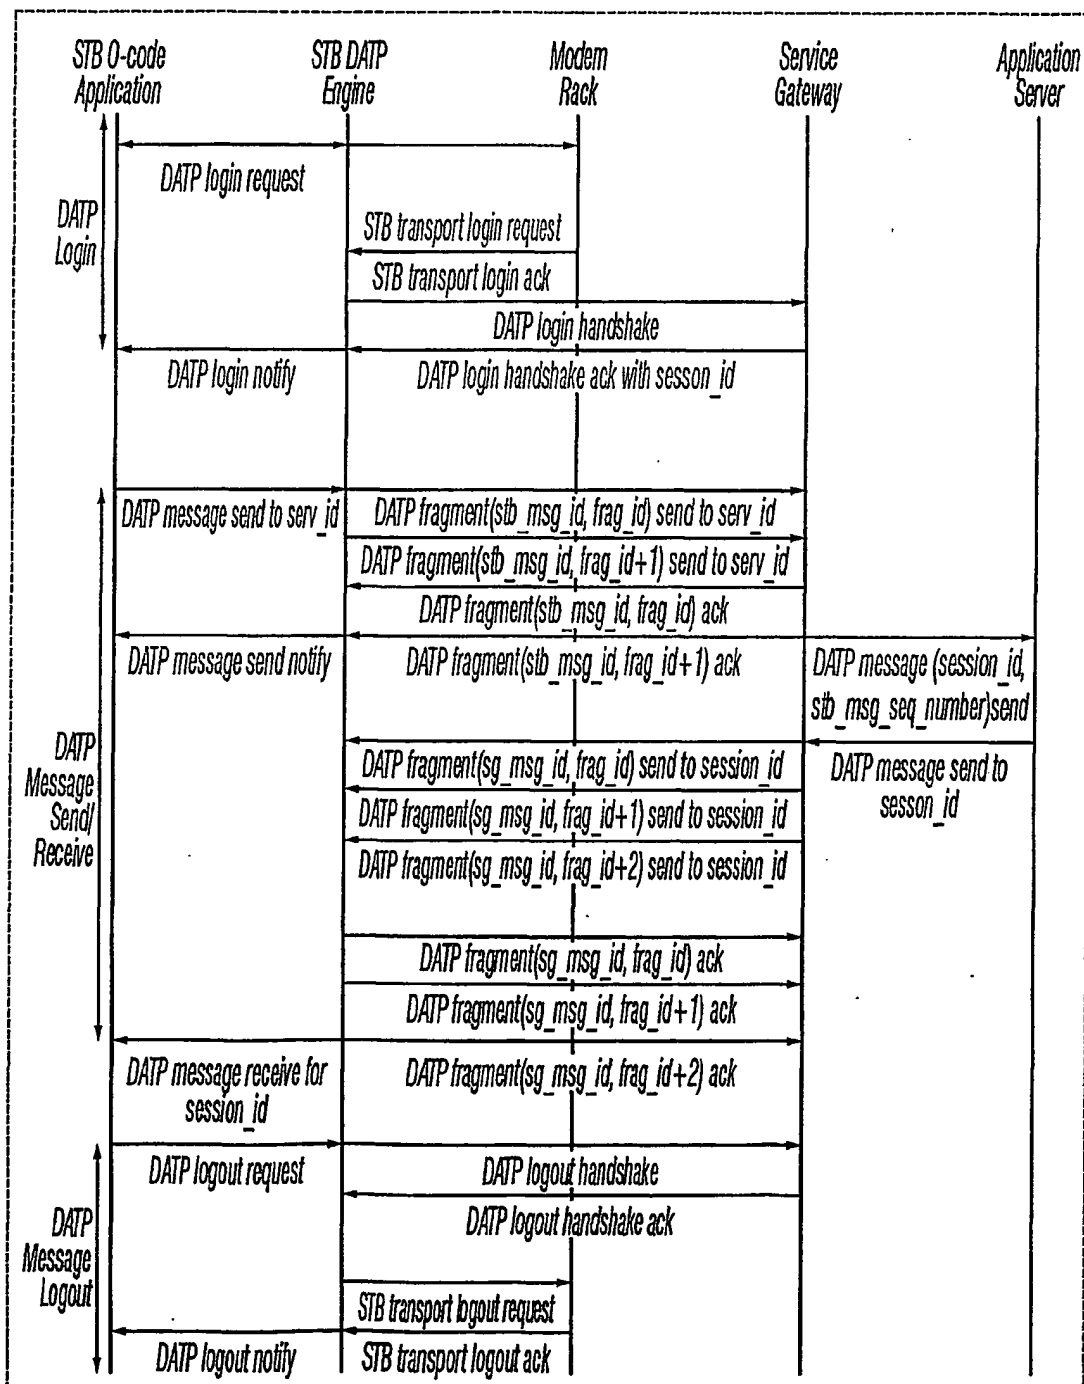 STB O-code
Application
STB DATP
Engine
Modem
Rack
Service
Gateway
Application
Server
DATP
Login
DATP login request
STB transport login request
STB transport login ack
DATP login handshake
DATP login notify
DATP login handshake ack with sesson_id
DATP message send to serv_id
DATP fragment(stb_msg_id, frag_id) send to serv_id
DATP fragment(stb_msg_id, frag_id+1) send to serv_id
DATP fragment(stb_msg_id, frag_id) ack
DATP message send notify
DATP fragment(stb_msg_id, frag_id+1) ack
DATP message (session_id,
stb_msg_seq_number)send
DATP
Message
Send/
Receive
DATP fragment(sg_msg_id, frag_id) send to session_id
DATP message send to
sesson_id
DATP fragment(sg_msg_id, frag_id+1) send to session_id
DATP fragment(sg_msg_id, frag_id+2) send to session_id
DATP fragment(sg_msg_id, frag_id) ack
DATP fragment(sg_msg_id, frag_id+1) ack
DATP message receive for
session_id
DATP fragment(sg_msg_id, frag_id+2) ack
DATP logout request
DATP logout handshake
DATP logout handshake ack
DATP
Message
Logout
STB transport logout request
DATP logout notify
STB transport logout ack